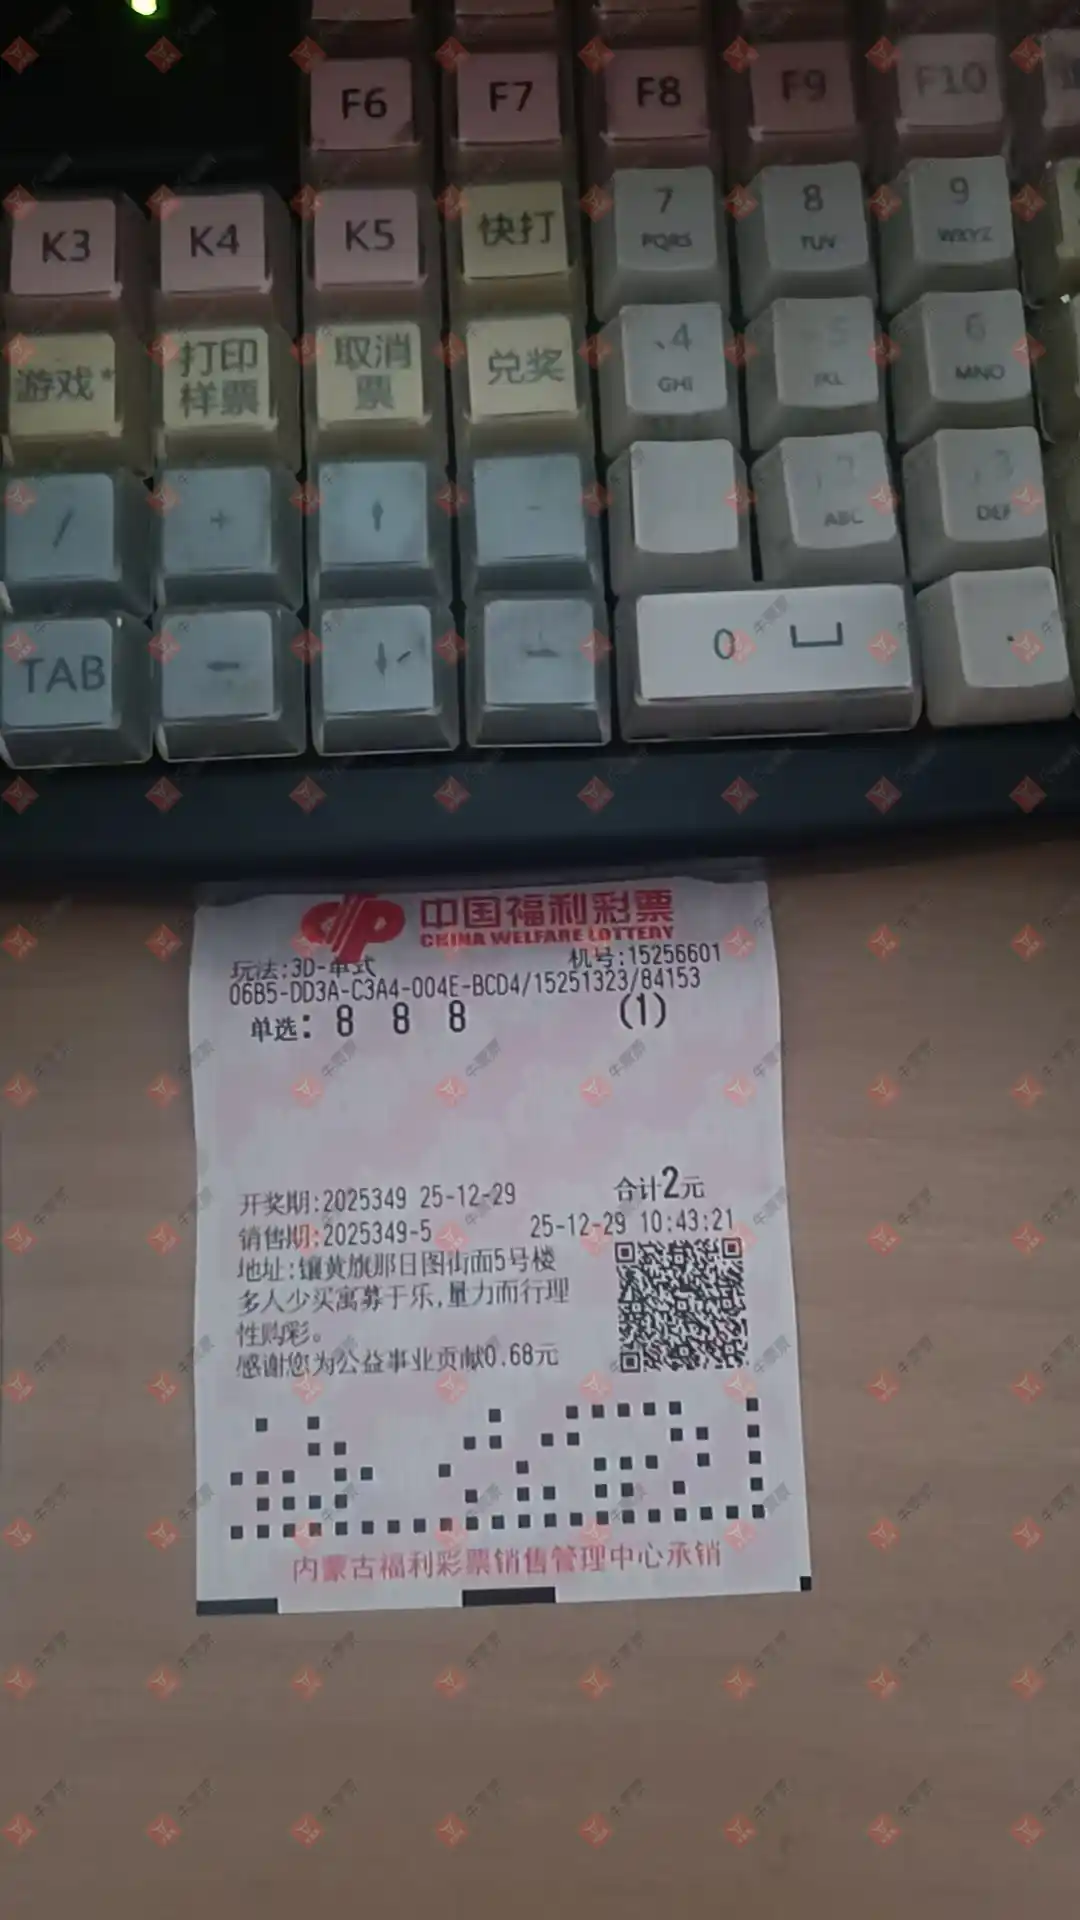 F6 F7 F8 F9 F10
K3 K4 K5 快打 7 PQRS 8 TUV 9 WXYZ
游戏* 打印样票 取消票 兑奖 4 GHI 5 JKL 6 MNO
/ + ↑ - 2 ABC 3 DEF
TAB ← ↓ → 0 .
中国福利彩票
CHINA WELFARE LOTTERY
玩法:3D-单式 机号:15256601
06B5-DD3A-C3A4-004E-BCD4/15251323/84153
单选: 8 8 8 (1)
开奖期:2025349 25-12-29 合计2元
销售期:2025349-5 25-12-29 10:43:21
地址:镶黄旗那日图街面5号楼
多人少买寓募于乐,量力而行理
性购彩。
感谢您为公益事业贡献0.68元
内蒙古福利彩票销售管理中心承销